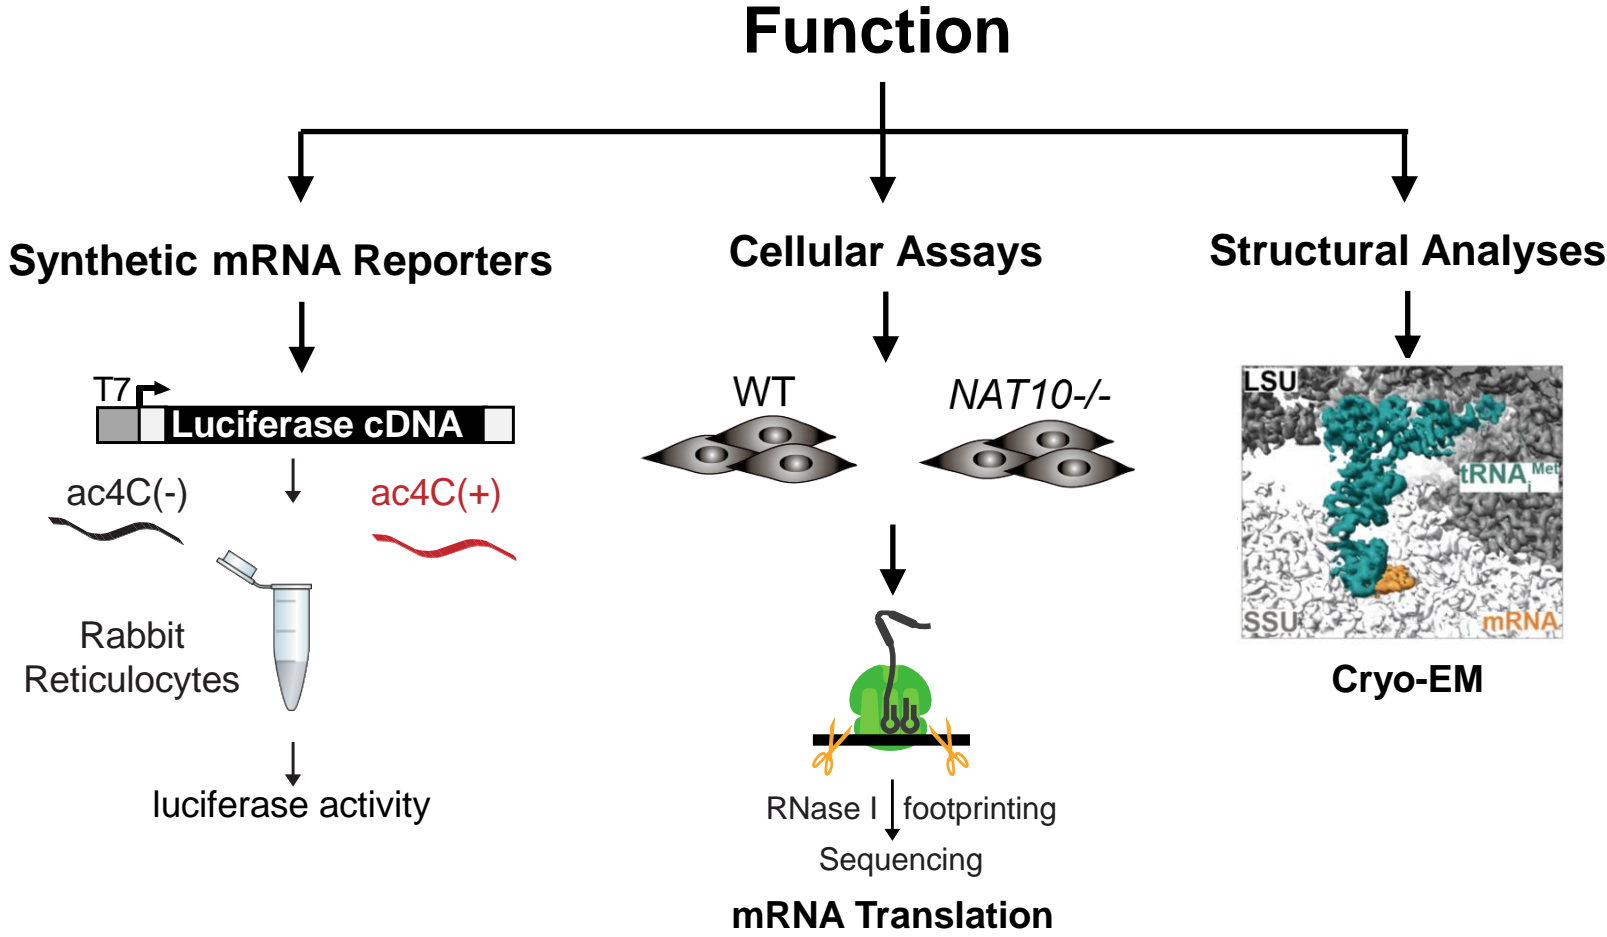 Function
Synthetic mRNA Reporters
T7
Luciferase cDNA
ac4C(-)
ac4C(+)
Rabbit
Reticulocytes
luciferase activity
Cellular Assays
WT
NAT10-/-
RNase I footprinting
Sequencing
mRNA Translation
Structural Analyses
LSU
tRNAiMet
SSU
mRNA
Cryo-EM